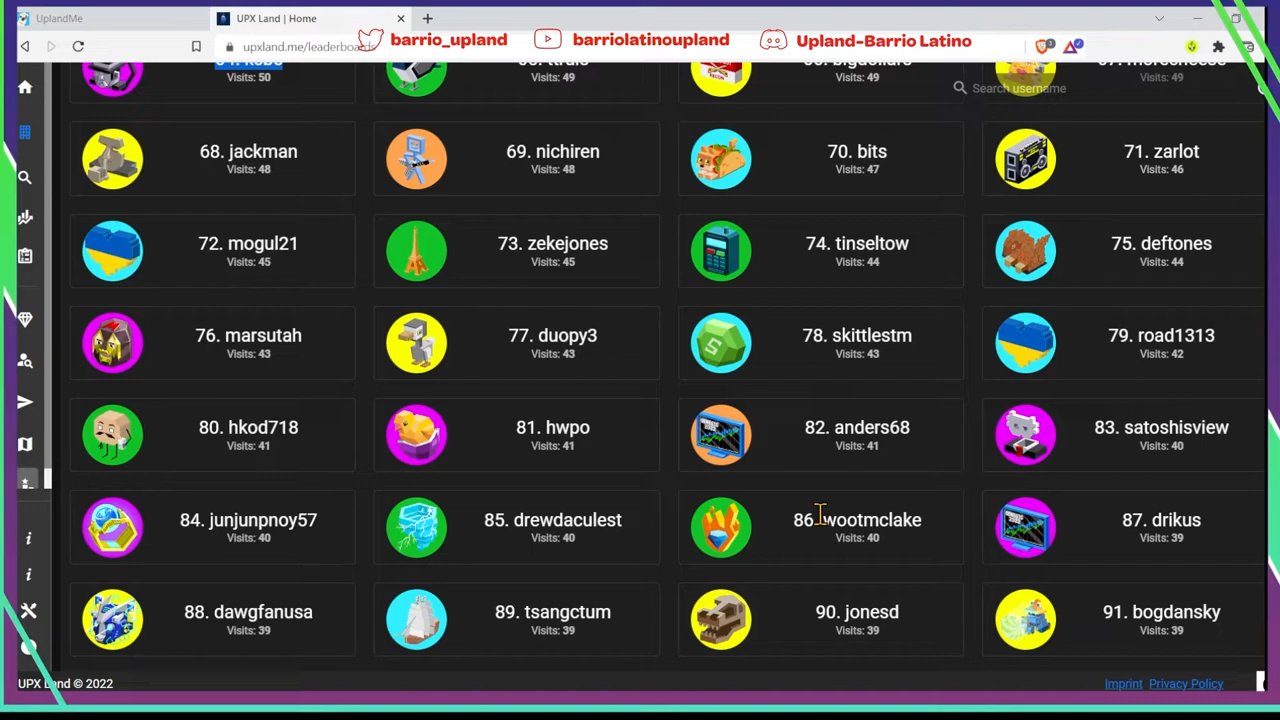 UplandMe
UPX Land | Home
upxland.me/leaderboards
barrio_upland
barriolatinoupland
Upland-Barrio Latino
Search username
Visits: 50
Visits: 49
Visits: 49
Visits: 49
68. jackman
Visits: 48
69. nichiren
Visits: 48
70. bits
Visits: 47
71. zarlot
Visits: 46
72. mogul21
Visits: 45
73. zekejones
Visits: 45
74. tinseltow
Visits: 44
75. deftones
Visits: 44
76. marsutah
Visits: 43
77. duopy3
Visits: 43
78. skittlestm
Visits: 43
79. road1313
Visits: 42
80. hkod718
Visits: 41
81. hwpo
Visits: 41
82. anders68
Visits: 41
83. satoshisview
Visits: 40
84. junjunpnoy57
Visits: 40
85. drewdaculest
Visits: 40
86. wootmclake
Visits: 40
87. drikus
Visits: 39
88. dawgfanusa
Visits: 39
89. tsangctum
Visits: 39
90. jonesd
Visits: 39
91. bogdansky
Visits: 39
UPX Land © 2022
Imprint Privacy Policy